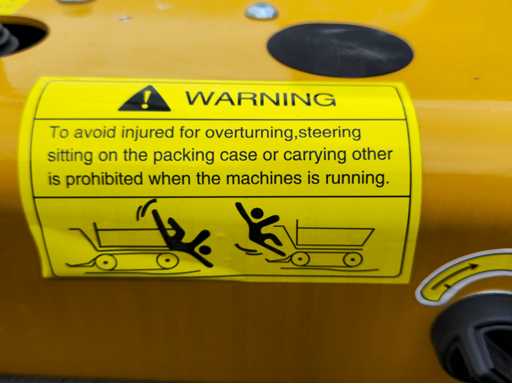 WARNING
To avoid injured for overturning,steering
sitting on the packing case or carrying other
is prohibited when the machines is running.